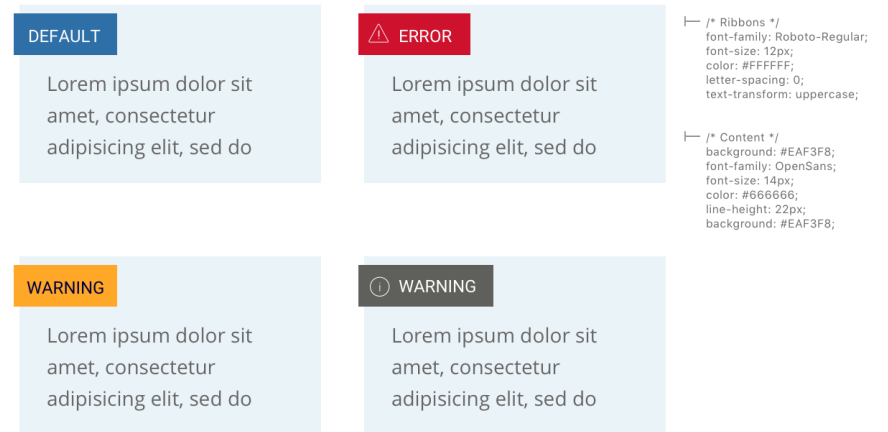 DEFAULT
Lorem ipsum dolor sit
amet, consectetur
adipisicing elit, sed do
ERROR
Lorem ipsum dolor sit
amet, consectetur
adipisicing elit, sed do
/* Ribbons */
font-family: Roboto-Regular;
font-size: 12px;
color: #FFFFFF;
letter-spacing: 0;
text-transform: uppercase;
/* Content */
background: #EAF3F8;
font-family: OpenSans;
font-size: 14px;
color: #666666;
line-height: 22px;
background: #EAF3F8;
WARNING
Lorem ipsum dolor sit
amet, consectetur
adipisicing elit, sed do
WARNING
Lorem ipsum dolor sit
amet, consectetur
adipisicing elit, sed do